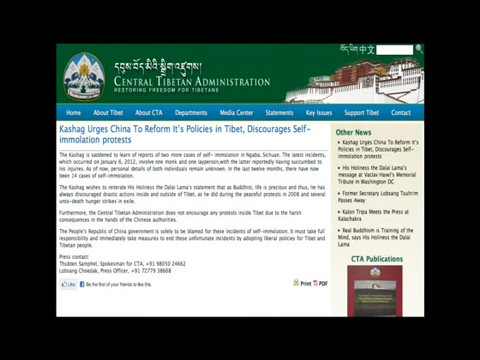 དབུས་བོད་མིའི་སྒྲིག་འཛུགས།
བོད་ཡིག 中文
CENTRAL TIBETAN ADMINISTRATION
RESTORING FREEDOM FOR TIBETANS
Home About Tibet About CTA Departments Media Center Statements Key Issues Support Tibet Contact
Kashag Urges China To Reform It's Policies in Tibet, Discourages Self-
immolation protests
The Kashag is saddened to learn of reports of two more cases of self- immolation in Ngaba, Sichuan. The latest incidents,
which occurred on January 6, 2012, involve one monk and one layperson,with the latter reportedly having succumbed to
his injuries. As of now, personal details of both individuals remain unknown. In the last twelve months, there have now
been 14 cases of self-immolation.
The Kashag wishes to reiterate His Holiness the Dalai Lama's statement that as Buddhist, life is precious and thus, he has
always discouraged drastic actions inside and outside of Tibet, as he did during the peaceful protests in 2008 and several
unto-death hunger strikes in exile.
Furthermore, the Central Tibetan Administration does not encourage any protests inside Tibet due to the harsh
consequences in the hands of the Chinese authorities.
The People's Republic of China government is solely to be blamed for these incidents of self-immolation, it must take full
responsibility and immediately take measures to end these unfortunate incidents by adopting liberal policies for Tibet and
Tibetan people.
Press contact:
Thubten Samphel, Spokesman for CTA, +91 98050 24662
Lobsang Choedak, Press Officer, +91 72779 38668
Like Be the first of your friends to like this.
Print PDF
Other News
Kashag Urges China To Reform
It's Policies in Tibet, Discourages Self-
immolation protests
His Holiness the Dalai Lama's
message at Vaclav Havel's Memorial
Tribute in Washington DC
Former Secretary Lobsang Tsultrim
Passes Away
Kalon Tripa Meets the Press at
Kalachakra
Real Buddhism is Training of the
Mind, says His Holiness the Dalai
Lama
CTA Publications